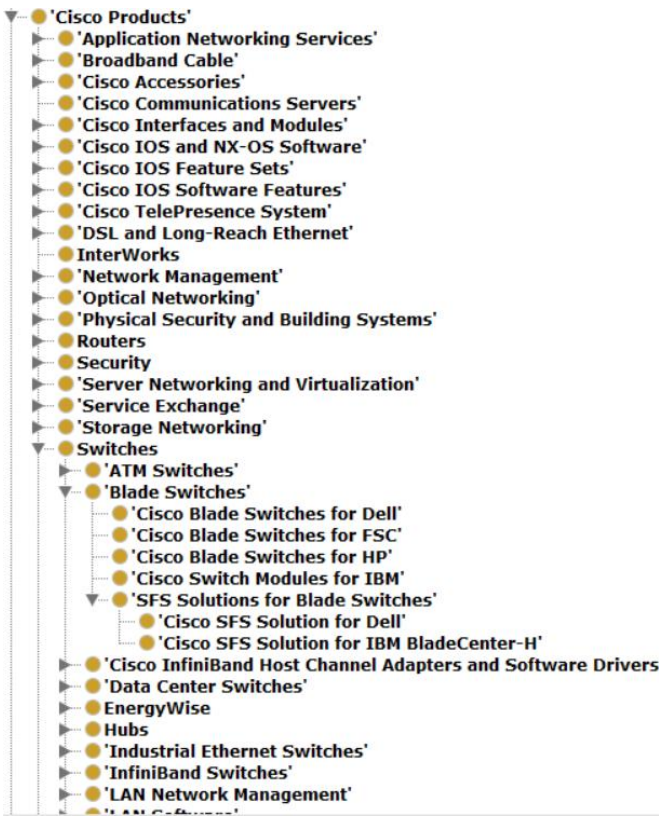 'Cisco Products'
'Application Networking Services'
'Broadband Cable'
'Cisco Accessories'
'Cisco Communications Servers'
'Cisco Interfaces and Modules'
'Cisco IOS and NX-OS Software'
'Cisco IOS Feature Sets'
'Cisco IOS Software Features'
'Cisco TelePresence System'
'DSL and Long-Reach Ethernet'
InterWorks
'Network Management'
'Optical Networking'
'Physical Security and Building Systems'
Routers
Security
'Server Networking and Virtualization'
'Service Exchange'
'Storage Networking'
Switches
'ATM Switches'
'Blade Switches'
'Cisco Blade Switches for Dell'
'Cisco Blade Switches for FSC'
'Cisco Blade Switches for HP'
'Cisco Switch Modules for IBM'
'SFS Solutions for Blade Switches'
'Cisco SFS Solution for Dell'
'Cisco SFS Solution for IBM BladeCenter-H'
'Cisco InfiniBand Host Channel Adapters and Software Drivers
'Data Center Switches'
EnergyWise
Hubs
'Industrial Ethernet Switches'
'InfiniBand Switches'
'LAN Network Management'